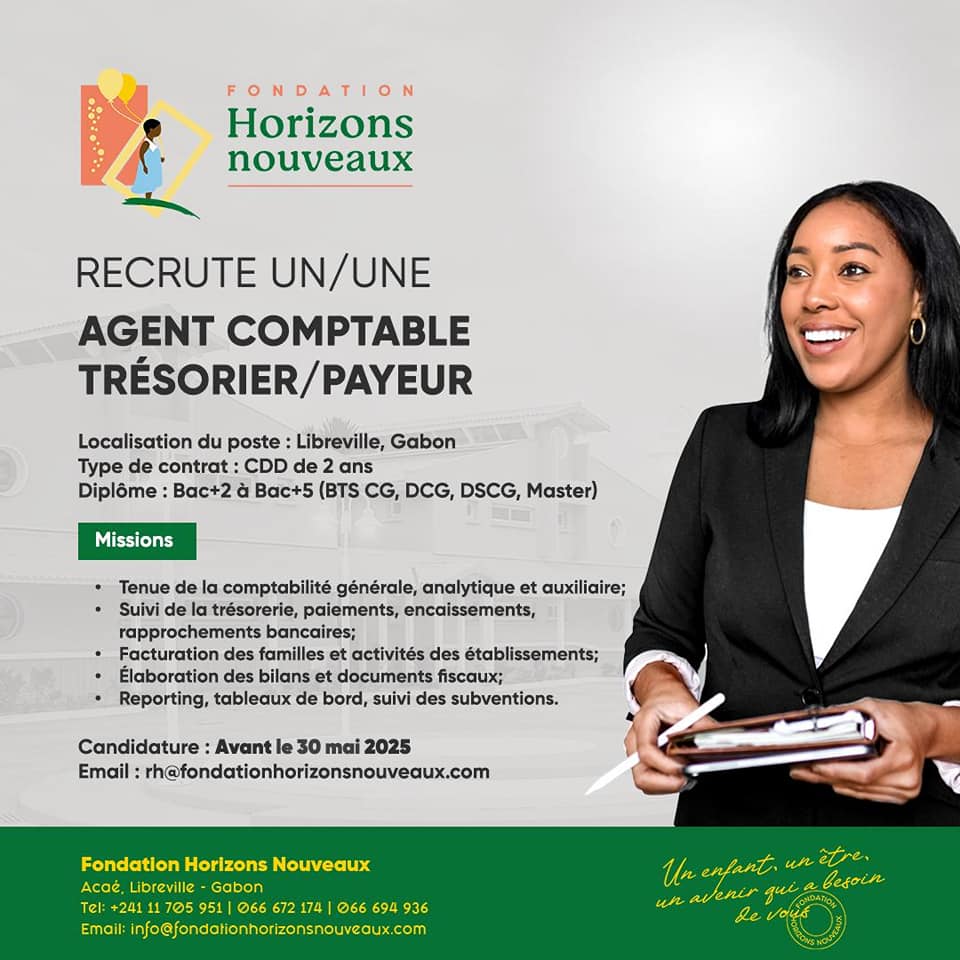 FONDATION
Horizons
nouveaux
RECRUTE UN/UNE
AGENT COMPTABLE
TRÉSORIER/PAYEUR
Localisation du poste : Libreville, Gabon
Type de contrat : CDD de 2 ans
Diplôme : Bac+2 à Bac+5 (BTS CG, DCG, DSCG, Master)
Missions
• Tenue de la comptabilité générale, analytique et auxiliaire;
• Suivi de la trésorerie, paiements, encaissements,
rapprochements bancaires;
• Facturation des familles et activités des établissements;
• Élaboration des bilans et documents fiscaux;
• Reporting, tableaux de bord, suivi des subventions.
Candidature : Avant le 30 mai 2025
Email : rh@fondationhorizonsnouveaux.com
Fondation Horizons Nouveaux
Acaé, Libreville - Gabon
Tel: +241 11 705 951 | 066 672 174 | 066 694 936
Email: info@fondationhorizonsnouveaux.com
Un enfant, un être,
un avenir qui a besoin
de vous
FONDATION
HORIZONS NOUVEAUX